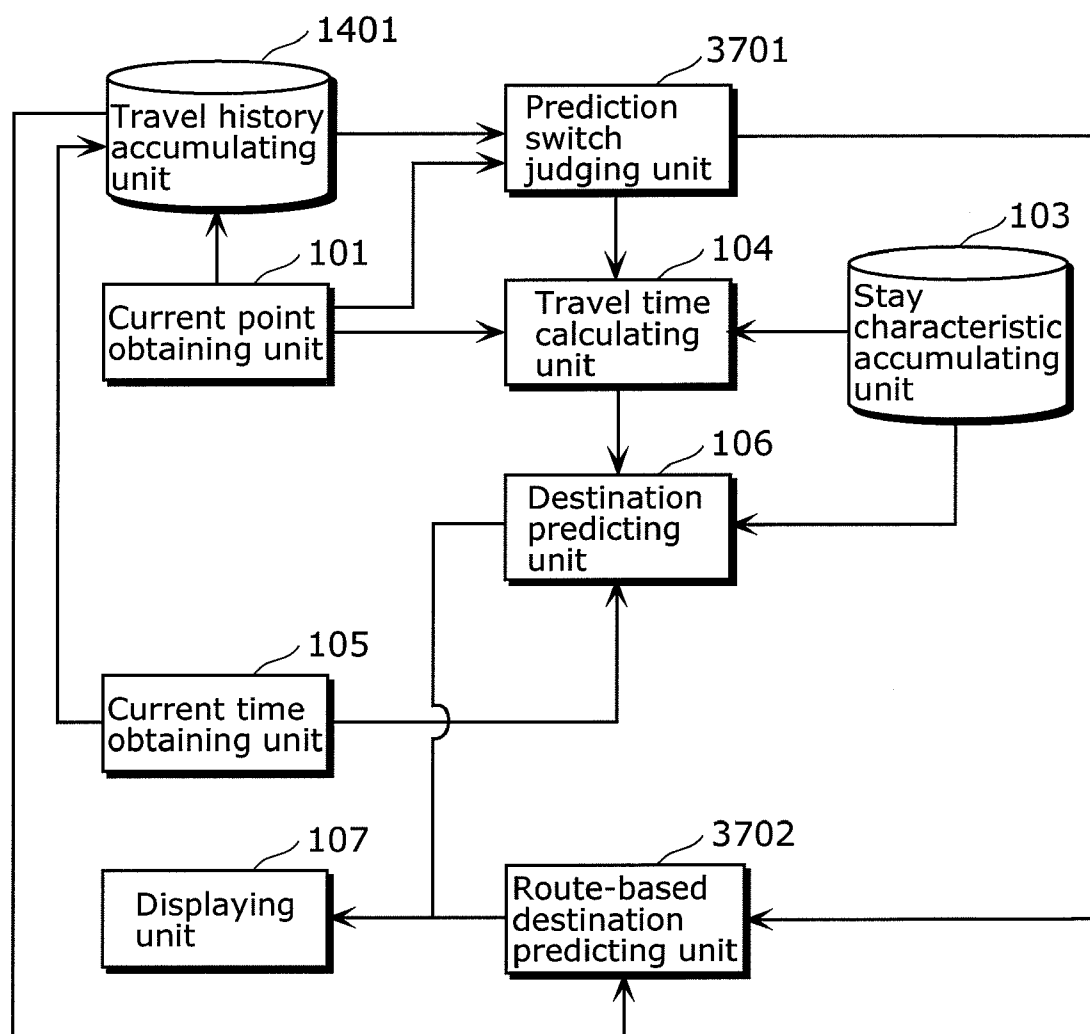 1401
Travel history
accumulating
unit
3701
Prediction
switch
judging unit
101
Current point
obtaining unit
104
Travel time
calculating
unit
103
Stay
characteristic
accumulating
unit
106
Destination
predicting
unit
105
Current time
obtaining unit
107
Displaying
unit
3702
Route-based
destination
predicting unit